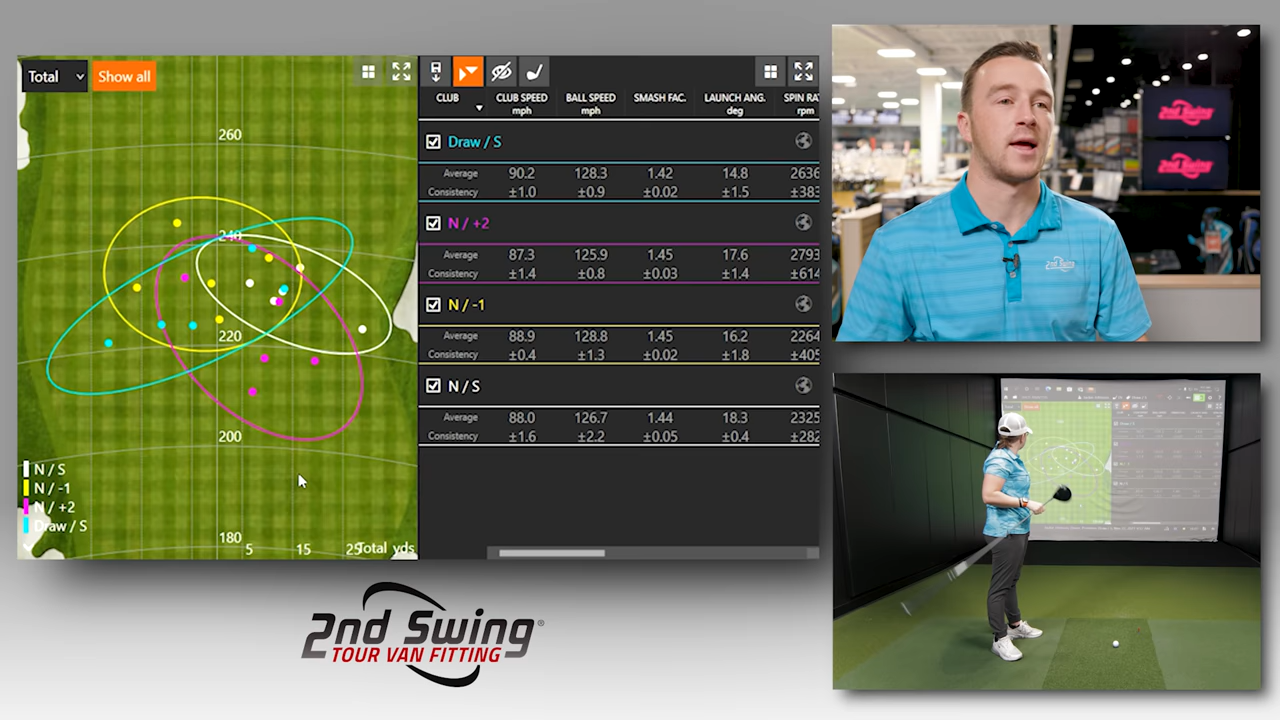 Total
Show all
260
240
220
200
180
5
15
25
Total yds
N / S
N / -1
N / +2
Draw / S
CLUB
CLUB SPEED
mph
BALL SPEED
mph
SMASH FAC.
LAUNCH ANG.
deg
SPIN RA
rpm
Draw / S
Average 90.2 128.3 1.42 14.8 2636
Consistency ±1.0 ±0.9 ±0.02 ±1.5 ±383
N / +2
Average 87.3 125.9 1.45 17.6 2793
Consistency ±1.4 ±0.8 ±0.03 ±1.4 ±614
N / -1
Average 88.9 128.8 1.45 16.2 2264
Consistency ±0.4 ±1.3 ±0.02 ±1.8 ±405
N / S
Average 88.0 126.7 1.44 18.3 2325
Consistency ±1.6 ±2.2 ±0.05 ±0.4 ±282
2nd Swing®
TOUR VAN FITTING
2nd Swing
2nd Swing
2nd Swing